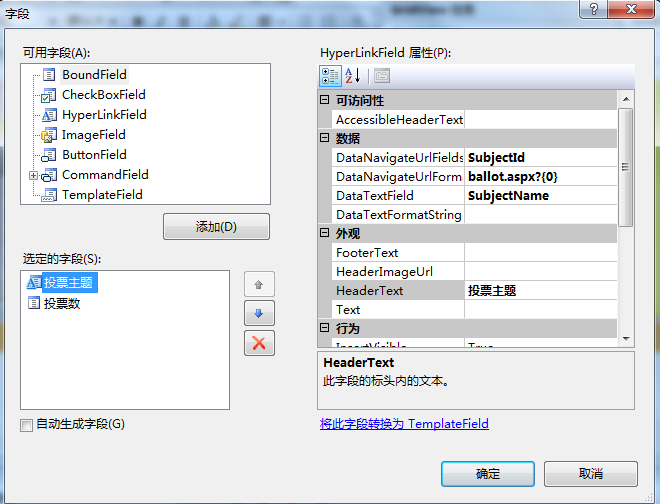 字段
可用字段(A):
BoundField
CheckBoxField
HyperLinkField
ImageField
ButtonField
CommandField
TemplateField
添加(D)
选定的字段(S):
投票主题
投票数
自动生成字段(G)
HyperLinkField 属性(P):
可访问性
AccessibleHeaderText
数据
DataNavigateUrlFields SubjectId
DataNavigateUrlForma ballot.aspx?{0}
DataTextField SubjectName
DataTextFormatString
外观
FooterText
HeaderImageUrl
HeaderText 投票主题
Text
行为
InsertVisible True
HeaderText
此字段的标头内的文本。
将此字段转换为 TemplateField
确定
取消